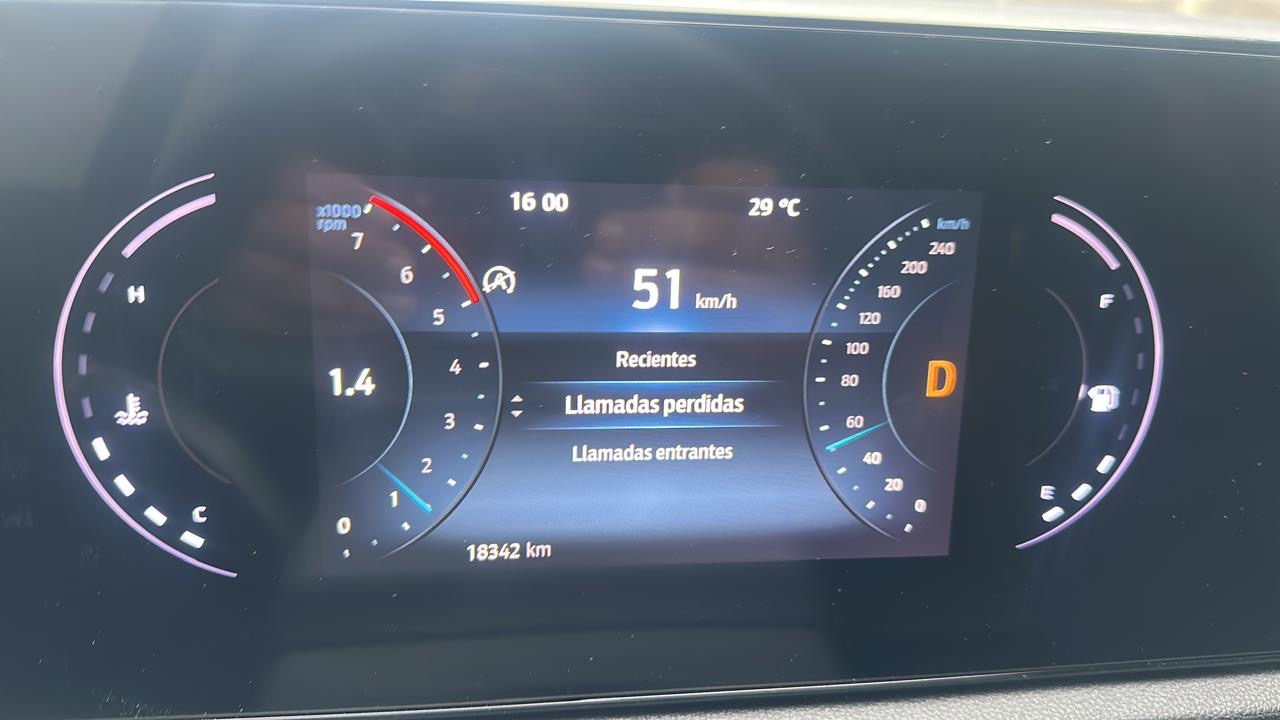 16 00
29 °C
x1000
rpm
7
6
5
4
3
2
1
0
1.4
51 km/h
Recientes
Llamadas perdidas
Llamadas entrantes
18342 km
km/h
240
200
160
120
100
80
60
40
20
0
D
H
C
F
E
A